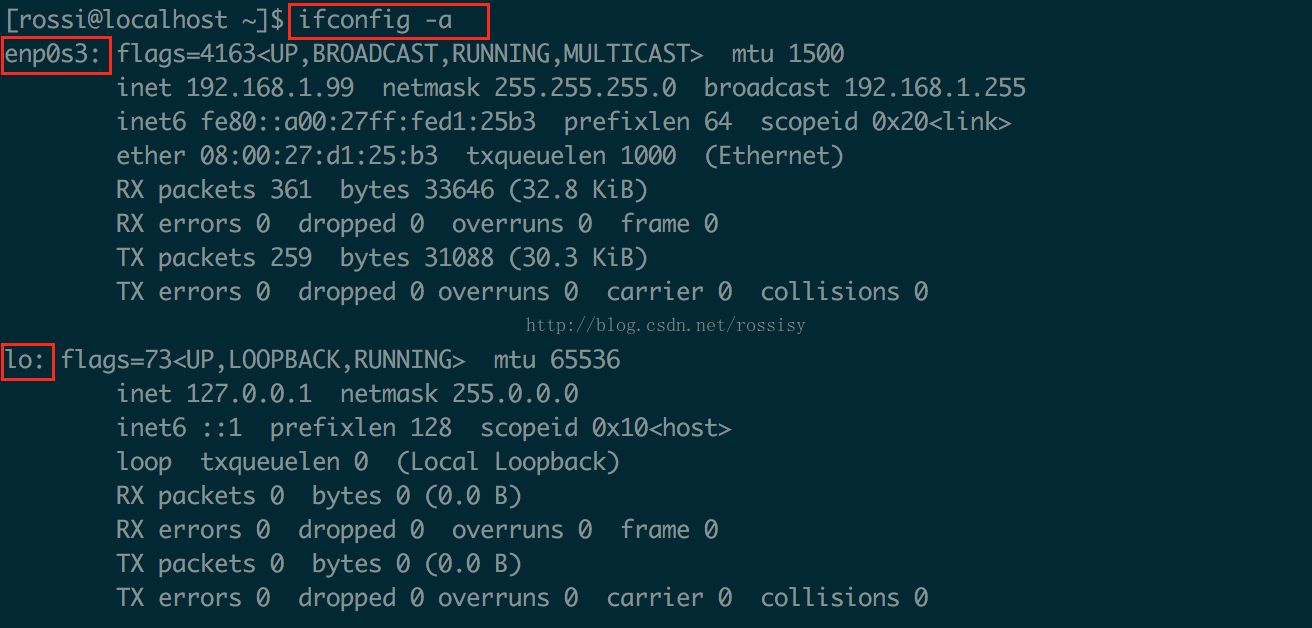 [rossi@localhost ~]$ ifconfig -a
enp0s3: flags=4163<UP,BROADCAST,RUNNING,MULTICAST>  mtu 1500
        inet 192.168.1.99  netmask 255.255.255.0  broadcast 192.168.1.255
        inet6 fe80::a00:27ff:fed1:25b3  prefixlen 64  scopeid 0x20<link>
        ether 08:00:27:d1:25:b3  txqueuelen 1000  (Ethernet)
        RX packets 361  bytes 33646 (32.8 KiB)
        RX errors 0  dropped 0  overruns 0  frame 0
        TX packets 259  bytes 31088 (30.3 KiB)
        TX errors 0  dropped 0 overruns 0  carrier 0  collisions 0
http://blog.csdn.net/rossisy
lo: flags=73<UP,LOOPBACK,RUNNING>  mtu 65536
        inet 127.0.0.1  netmask 255.0.0.0
        inet6 ::1  prefixlen 128  scopeid 0x10<host>
        loop  txqueuelen 0  (Local Loopback)
        RX packets 0  bytes 0 (0.0 B)
        RX errors 0  dropped 0  overruns 0  frame 0
        TX packets 0  bytes 0 (0.0 B)
        TX errors 0  dropped 0 overruns 0  carrier 0  collisions 0